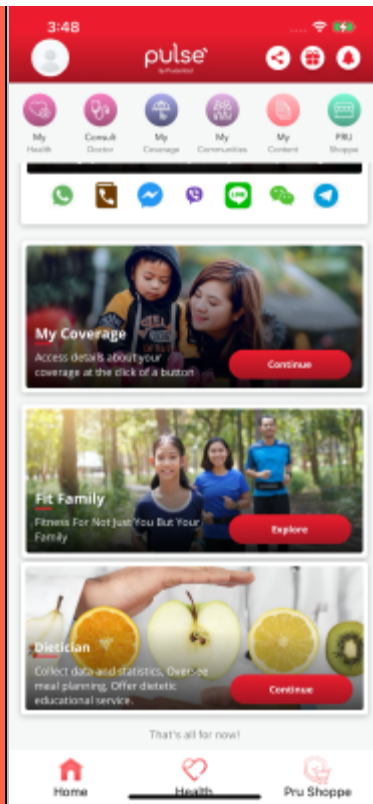 3:48
pulse
by Prudential
My
Health
Consult
Doctor
My
Coverage
My
Communities
My
Content
PRU
Shoppe
LINE
My Coverage
Access details about your
coverage at the click of a button
Continue
Fit Family
Fitness For Not Just You But Your
Family
Explore
Dietician
Collect data and statistics, Oversee
meal planning, Offer dietetic
educational service.
Continue
That's all for now!
Home
Health
Pru Shoppe